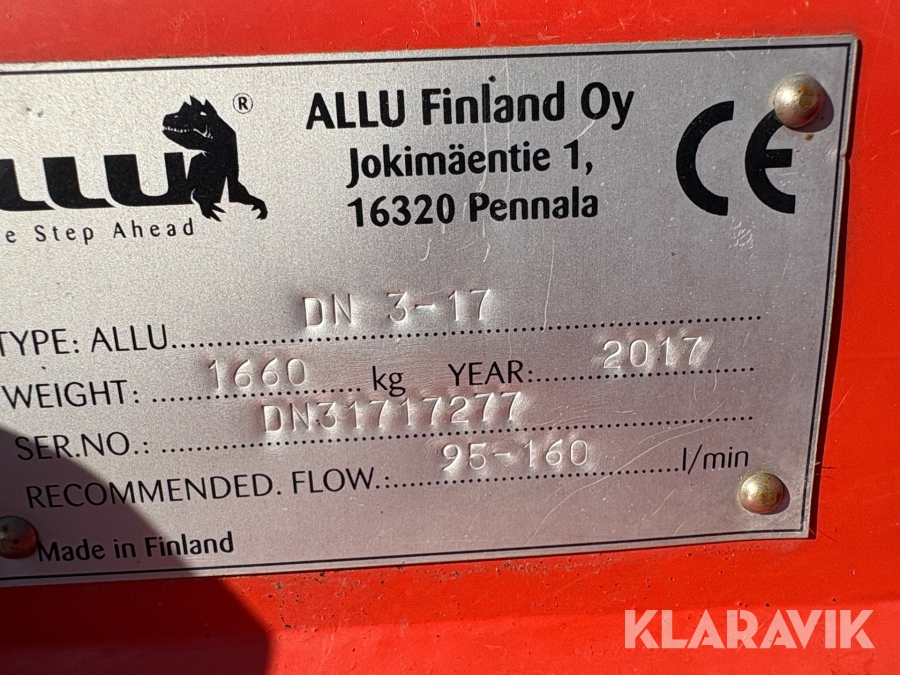 ALLU Finland Oy
Jokimäentie 1,
16320 Pennala
CE
LLU ®
e Step Ahead
TYPE: ALLU DN 3-17
WEIGHT: 1660 kg YEAR: 2017
SER.NO.: DN31717277
RECOMMENDED. FLOW.: 95-160 l/min
Made in Finland
KLARAVIK